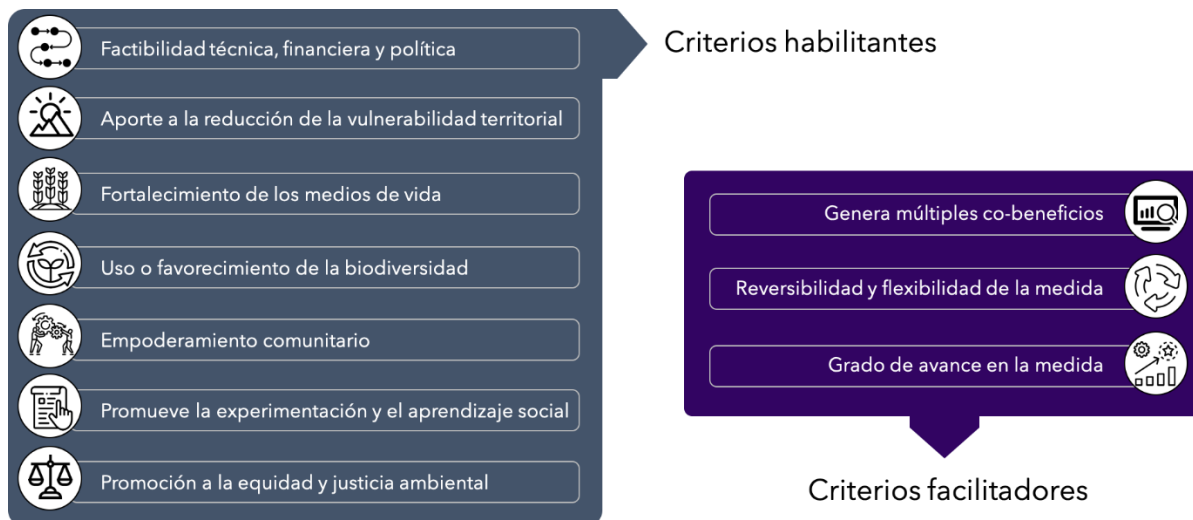 Factibilidad técnica, financiera y política
Aporte a la reducción de la vulnerabilidad territorial
Fortalecimiento de los medios de vida
Uso o favorecimiento de la biodiversidad
Empoderamiento comunitario
Promueve la experimentación y el aprendizaje social
Promoción a la equidad y justicia ambiental
Criterios habilitantes
Genera múltiples co-beneficios
Reversibilidad y flexibilidad de la medida
Grado de avance en la medida
Criterios facilitadores